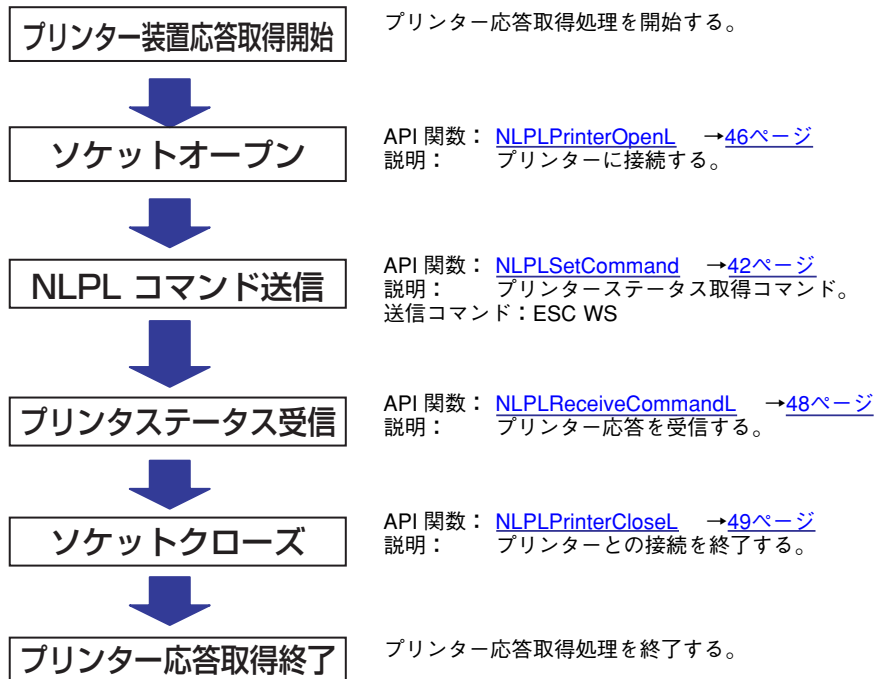 プリンター装置応答取得開始
プリンター応答取得処理を開始する。
ソケットオープン
API 関数： NLPLPrinterOpenL →46ページ
説明： プリンターに接続する。
NLPL コマンド送信
API 関数： NLPLSetCommand →42ページ
説明： プリンターステータス取得コマンド。
送信コマンド：ESC WS
プリンタステータス受信
API 関数： NLPLReceiveCommandL →48ページ
説明： プリンター応答を受信する。
ソケットクローズ
API 関数： NLPLPrinterCloseL →49ページ
説明： プリンターとの接続を終了する。
プリンター応答取得終了
プリンター応答取得処理を終了する。